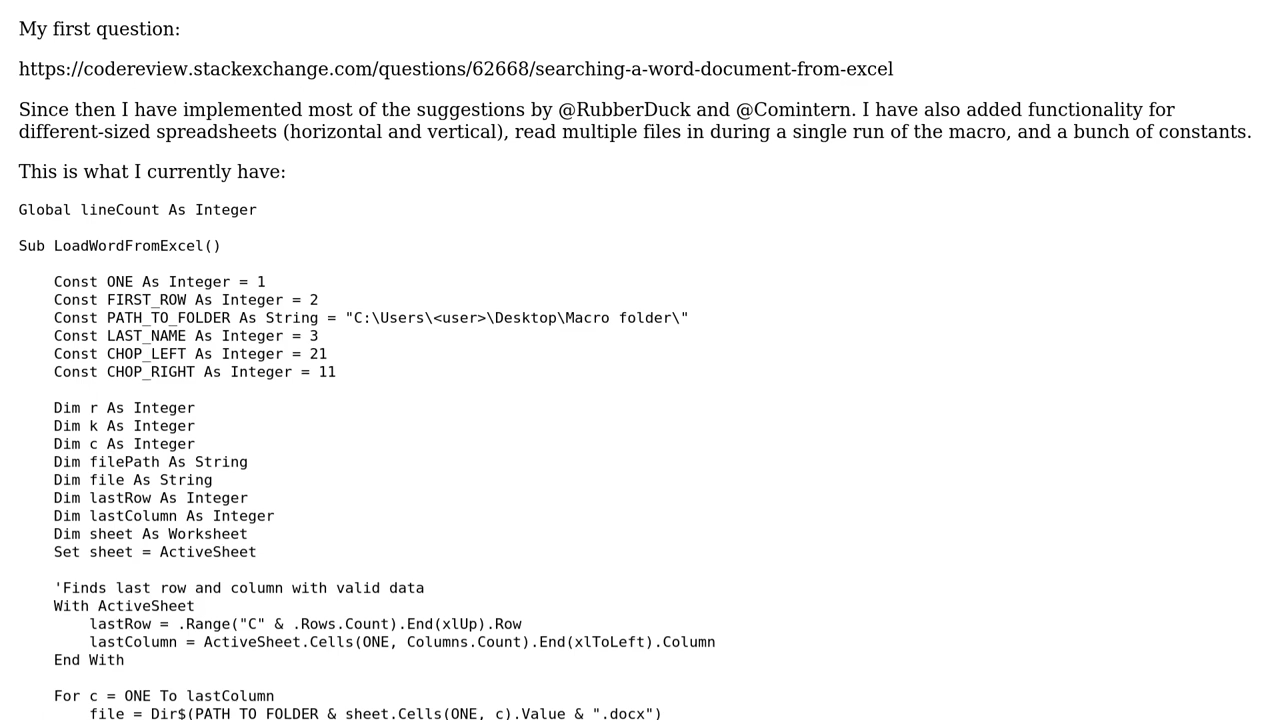 My first question:
https://codereview.stackexchange.com/questions/62668/searching-a-word-document-from-excel
Since then I have implemented most of the suggestions by @RubberDuck and @Comintern. I have also added functionality for
different-sized spreadsheets (horizontal and vertical), read multiple files in during a single run of the macro, and a bunch of constants.
This is what I currently have:
Global lineCount As Integer
Sub LoadWordFromExcel()
Const ONE As Integer = 1
Const FIRST_ROW As Integer = 2
Const PATH_TO_FOLDER As String = "C:\Users\<user>\Desktop\Macro folder\"
Const LAST_NAME As Integer = 3
Const CHOP_LEFT As Integer = 21
Const CHOP_RIGHT As Integer = 11
Dim r As Integer
Dim k As Integer
Dim c As Integer
Dim filePath As String
Dim file As String
Dim lastRow As Integer
Dim lastColumn As Integer
Dim sheet As Worksheet
Set sheet = ActiveSheet
'Finds last row and column with valid data
With ActiveSheet
lastRow = .Range("C" & .Rows.Count).End(xlUp).Row
lastColumn = ActiveSheet.Cells(ONE, Columns.Count).End(xlToLeft).Column
End With
For c = ONE To lastColumn
file = Dir$(PATH_TO_FOLDER & sheet.Cells(ONE, c).Value & ".docx")